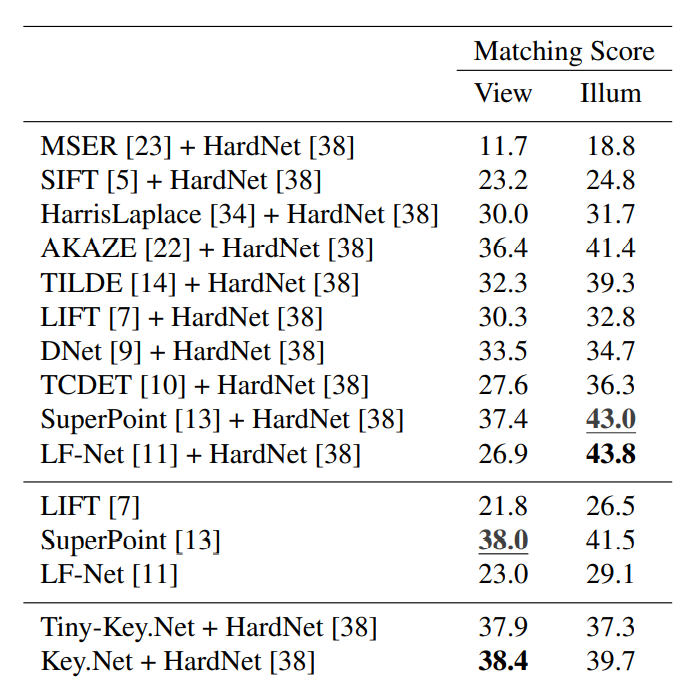 Matching Score
View Illum
MSER [23] + HardNet [38] 11.7 18.8
SIFT [5] + HardNet [38] 23.2 24.8
HarrisLaplace [34] + HardNet [38] 30.0 31.7
AKAZE [22] + HardNet [38] 36.4 41.4
TILDE [14] + HardNet [38] 32.3 39.3
LIFT [7] + HardNet [38] 30.3 32.8
DNet [9] + HardNet [38] 33.5 34.7
TCDET [10] + HardNet [38] 27.6 36.3
SuperPoint [13] + HardNet [38] 37.4 43.0
LF-Net [11] + HardNet [38] 26.9 43.8
LIFT [7] 21.8 26.5
SuperPoint [13] 38.0 41.5
LF-Net [11] 23.0 29.1
Tiny-Key.Net + HardNet [38] 37.9 37.3
Key.Net + HardNet [38] 38.4 39.7